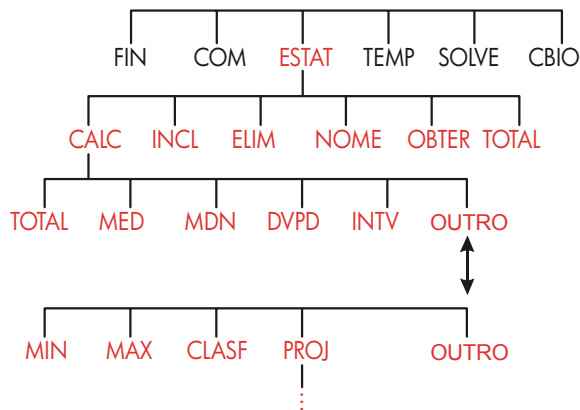 FIN COM ESTAT TEMP SOLVE CBIO
CALC INCL ELIM NOME OBTER TOTAL
TOTAL MED MDN DVPD INTV OUTRO
MIN MAX CLASF PROJ OUTRO